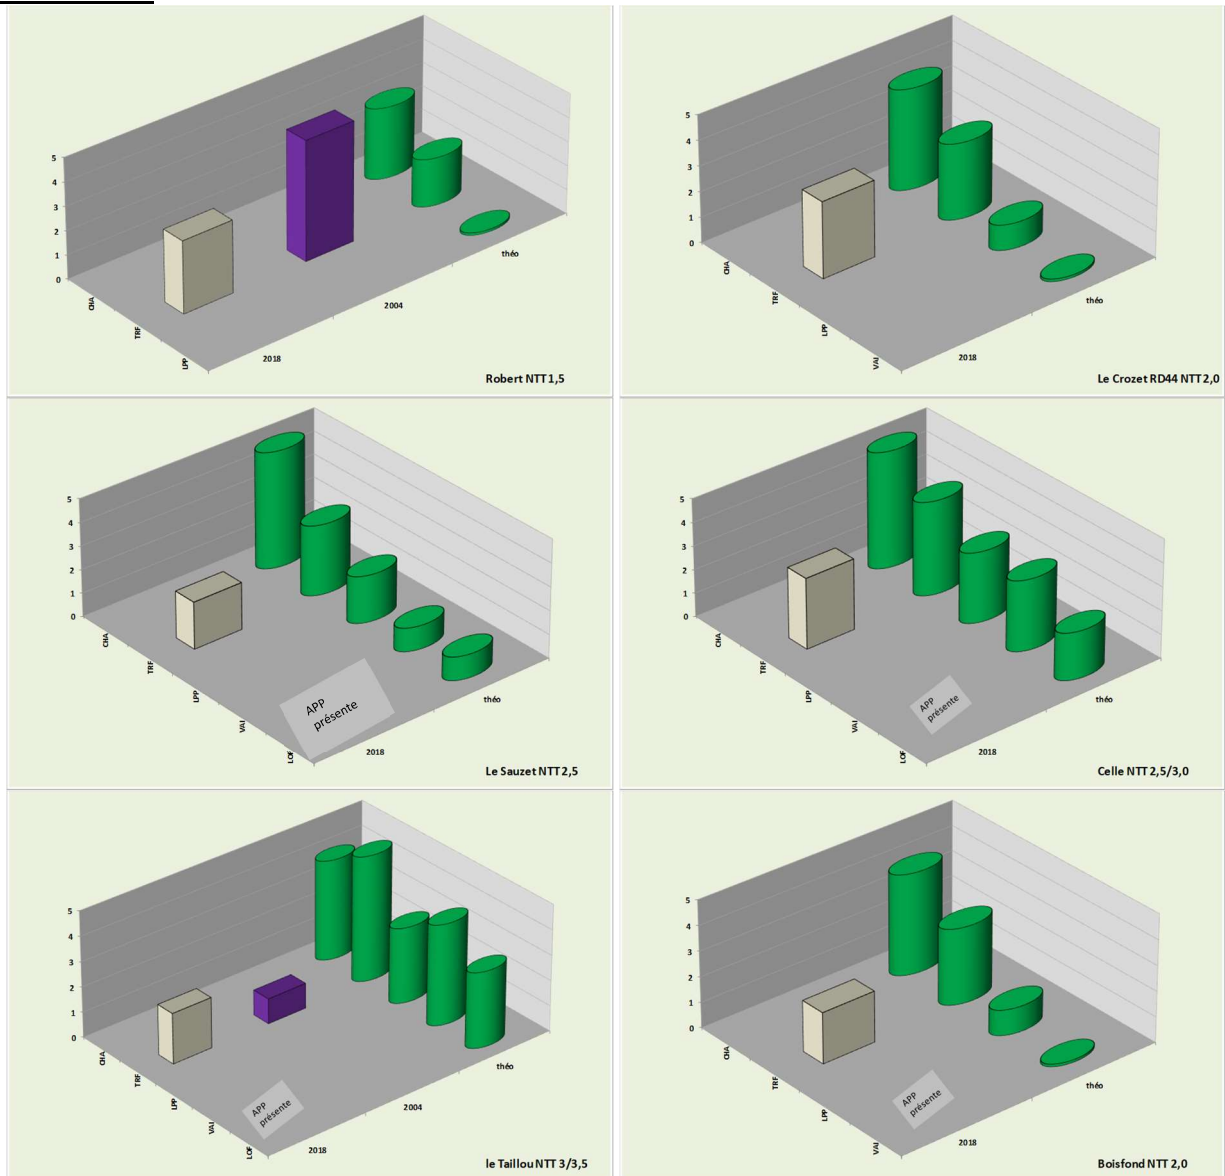 5
4
3
2
1
0
CHA
TRF
LPP
2018
2004
théo
Robert NTT 1,5
5
4
3
2
1
0
CHA
TRF
LPP
VAI
2018
théo
Le Crozet RD44 NTT 2,0
5
4
3
2
1
0
CHA
TRF
LPP
VAI
LOF
2018
théo
APP
présente
Le Sauzet NTT 2,5
5
4
3
2
1
0
CHA
TRF
LPP
VAI
LOF
2018
théo
APP
présente
Celle NTT 2,5/3,0
5
4
3
2
1
0
CHA
TRF
LPP
VAI
LOF
2018
2004
théo
APP
présente
le Taillou NTT 3/3,5
5
4
3
2
1
0
CHA
TRF
LPP
VAI
2018
théo
APP
présente
Boisfond NTT 2,0